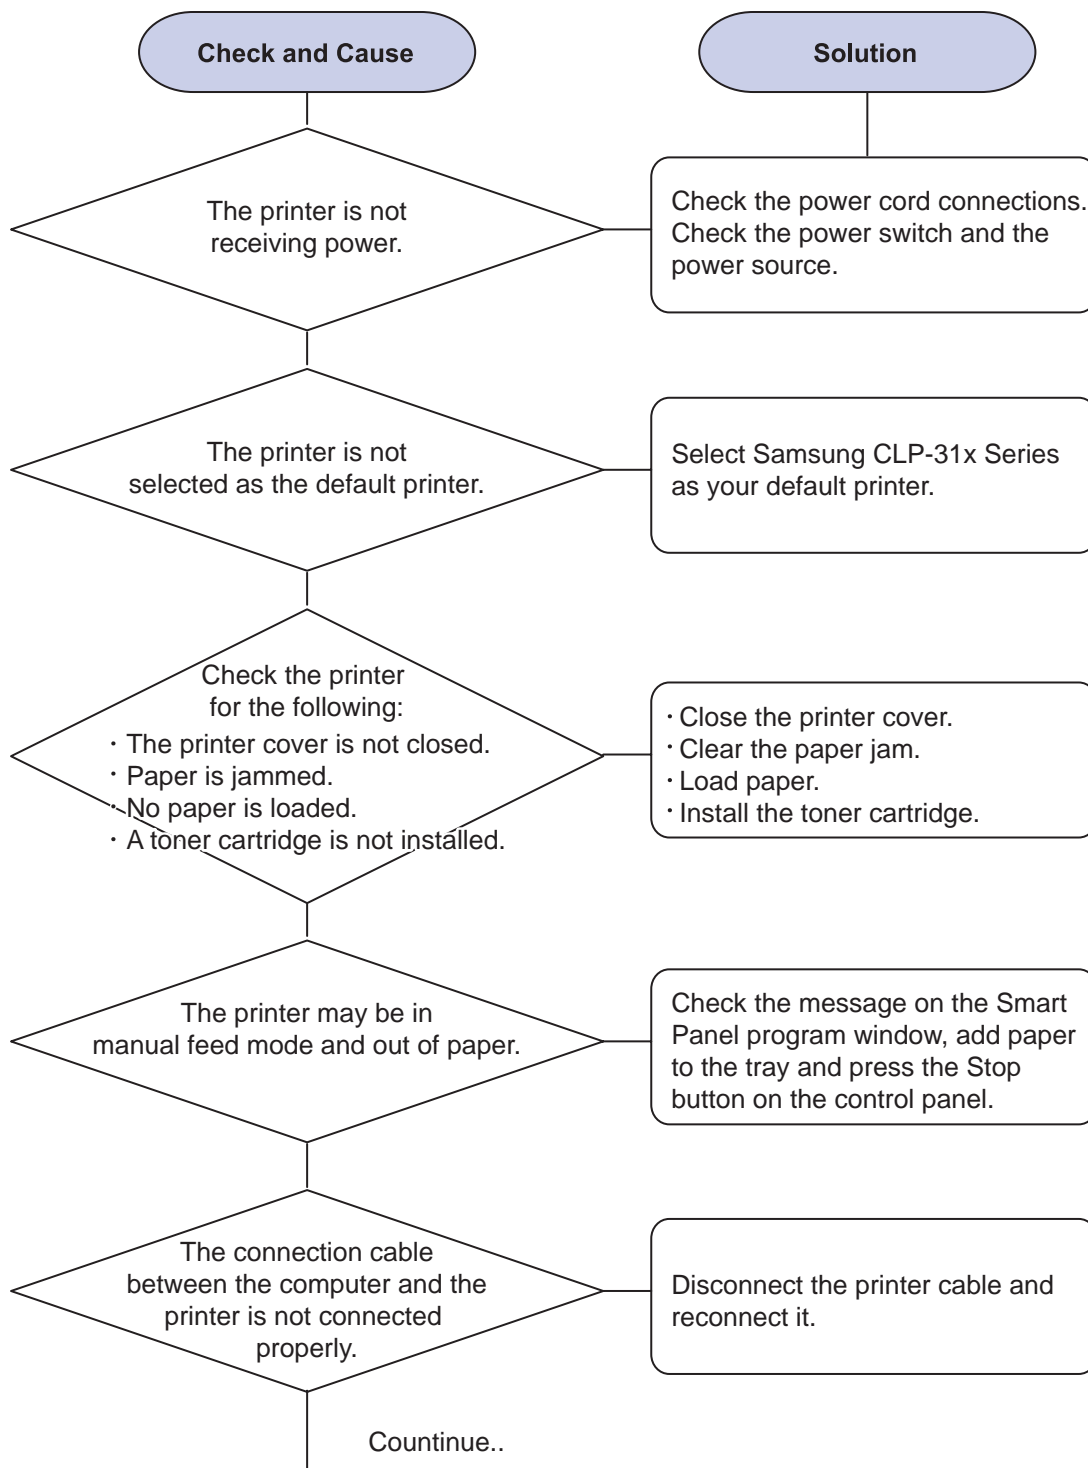 Check and Cause
Solution
The printer is not
receiving power.
Check the power cord connections.
Check the power switch and the
power source.
The printer is not
selected as the default printer.
Select Samsung CLP-31x Series
as your default printer.
Check the printer
for the following:
· The printer cover is not closed.
· Paper is jammed.
· No paper is loaded.
· A toner cartridge is not installed.
· Close the printer cover.
· Clear the paper jam.
· Load paper.
· Install the toner cartridge.
The printer may be in
manual feed mode and out of paper.
Check the message on the Smart
Panel program window, add paper
to the tray and press the Stop
button on the control panel.
The connection cable
between the computer and the
printer is not connected
properly.
Disconnect the printer cable and
reconnect it.
Countinue..